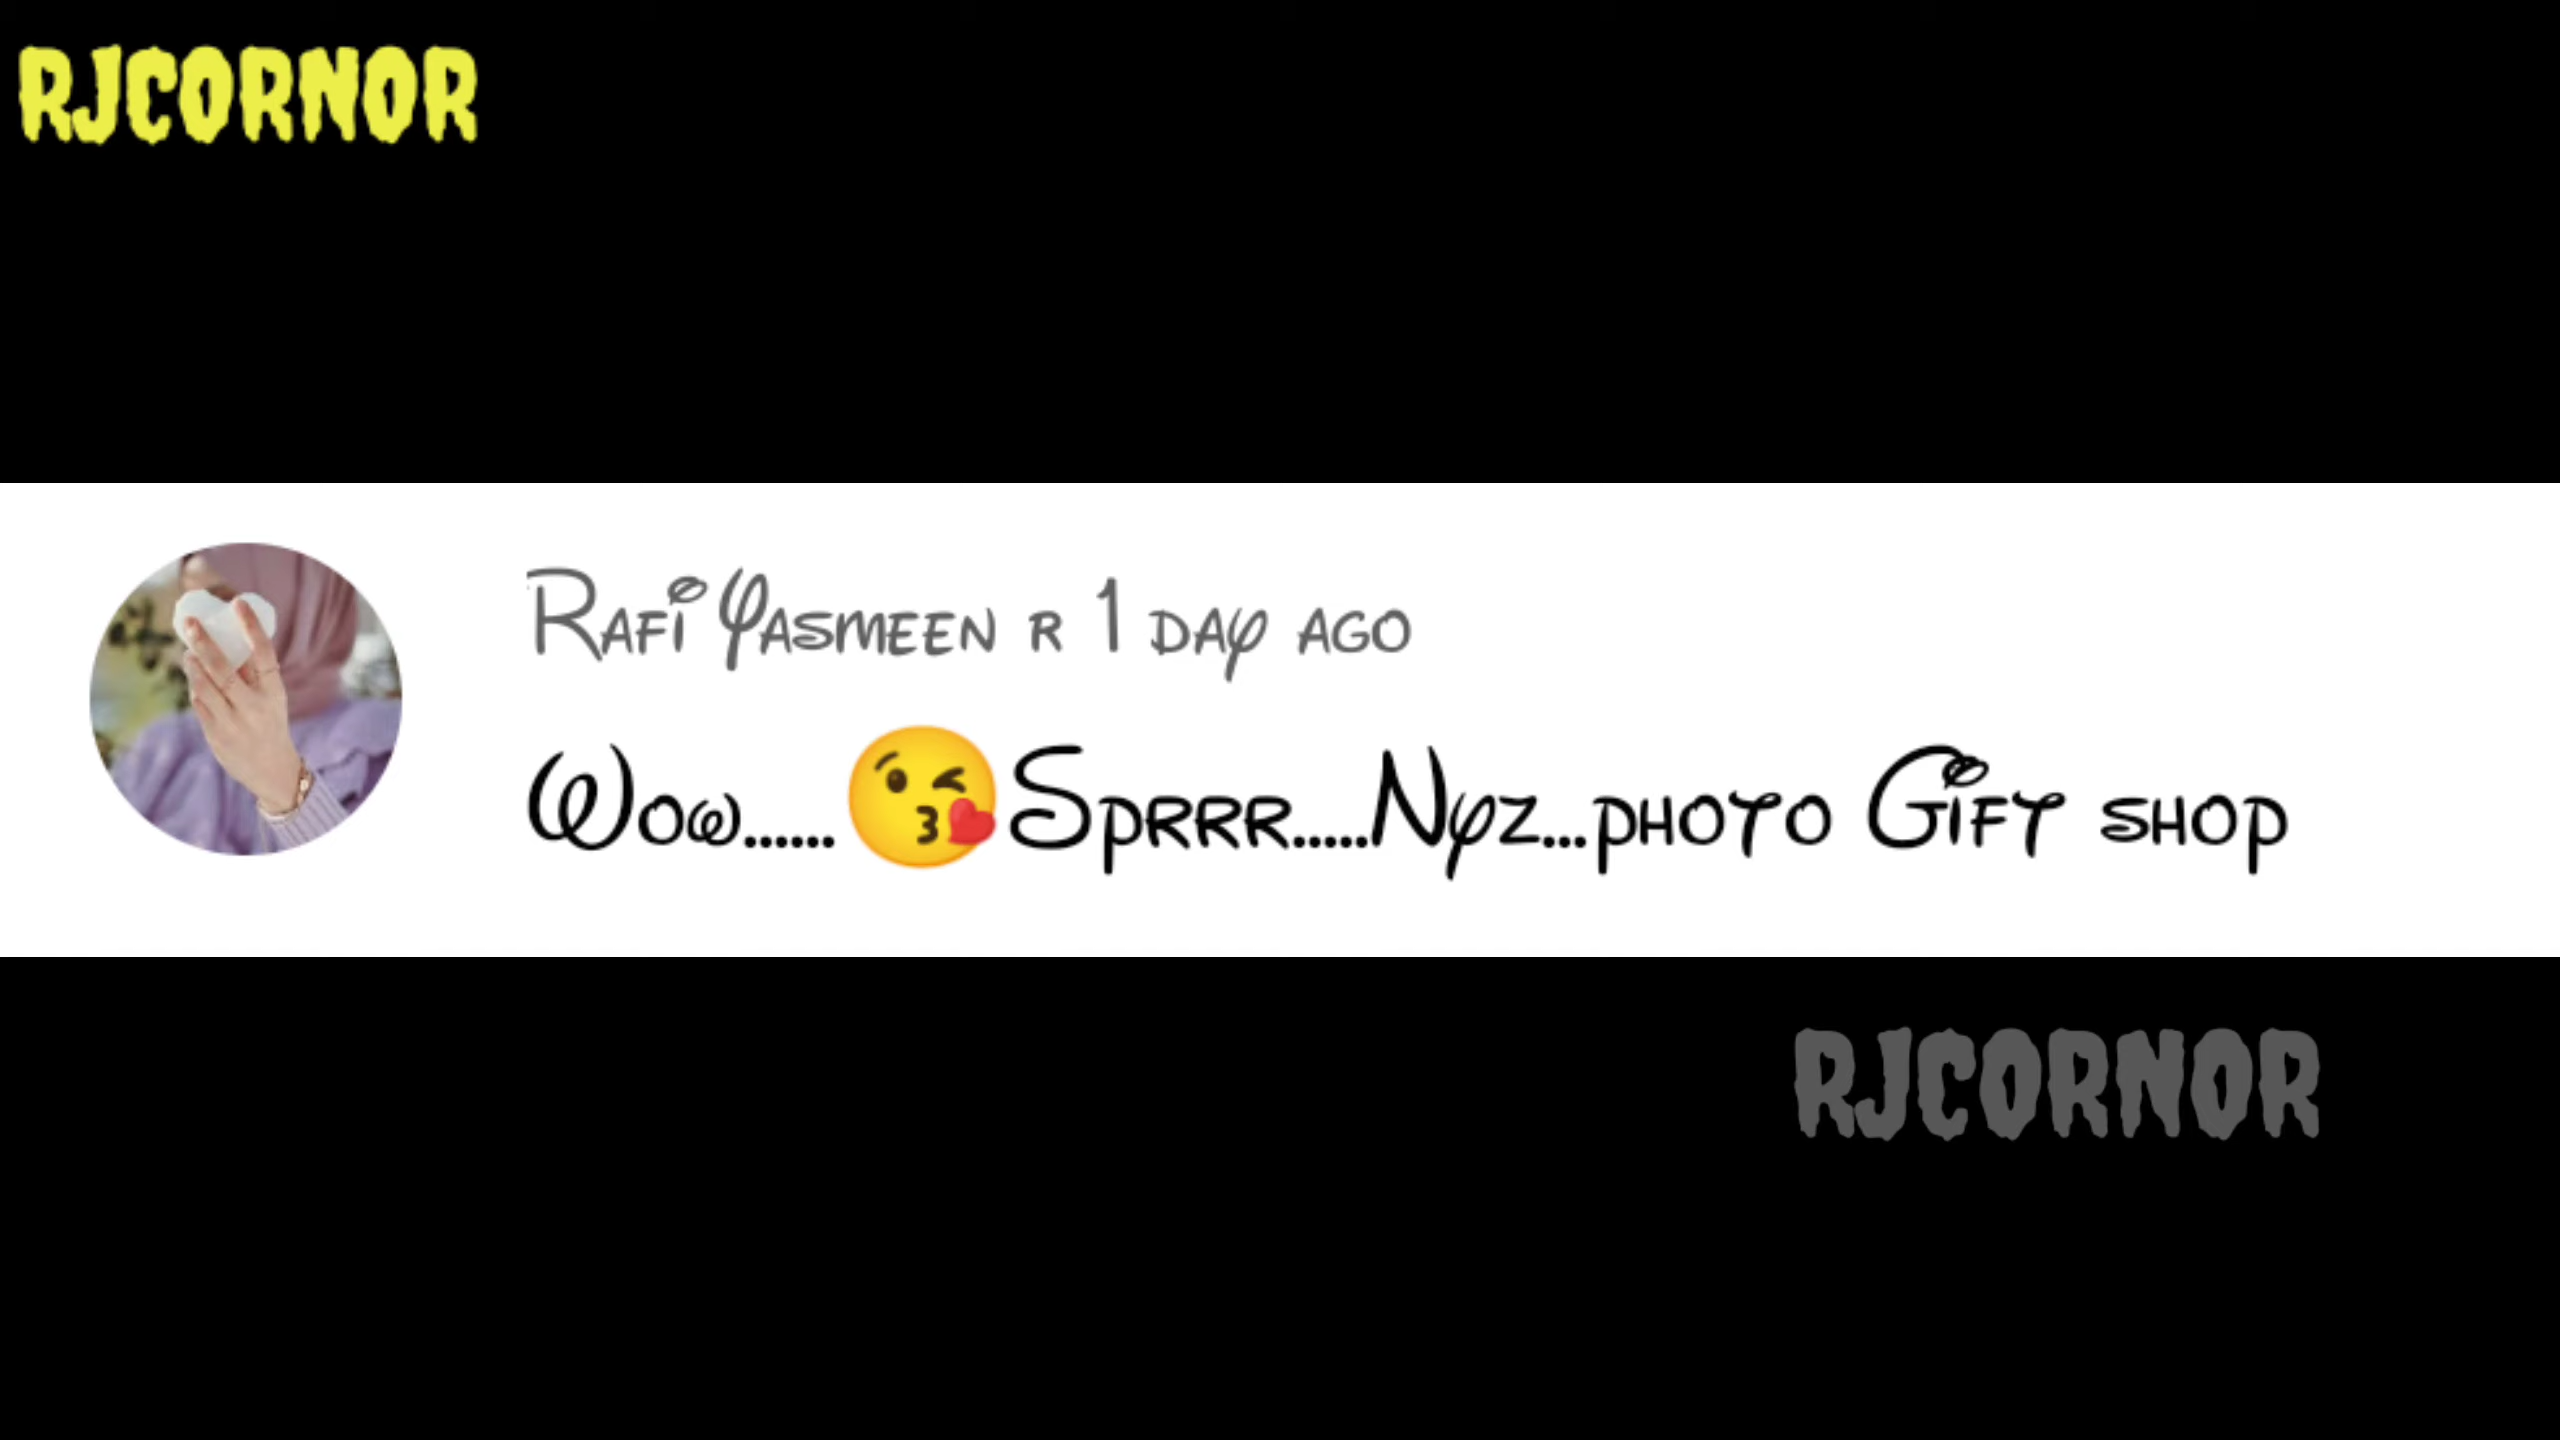 RJCORNOR
Rafi Yasmeen r 1 day ago
Wow......😘Sprrr.....Nyz...photo Gift shop
RJCORNOR